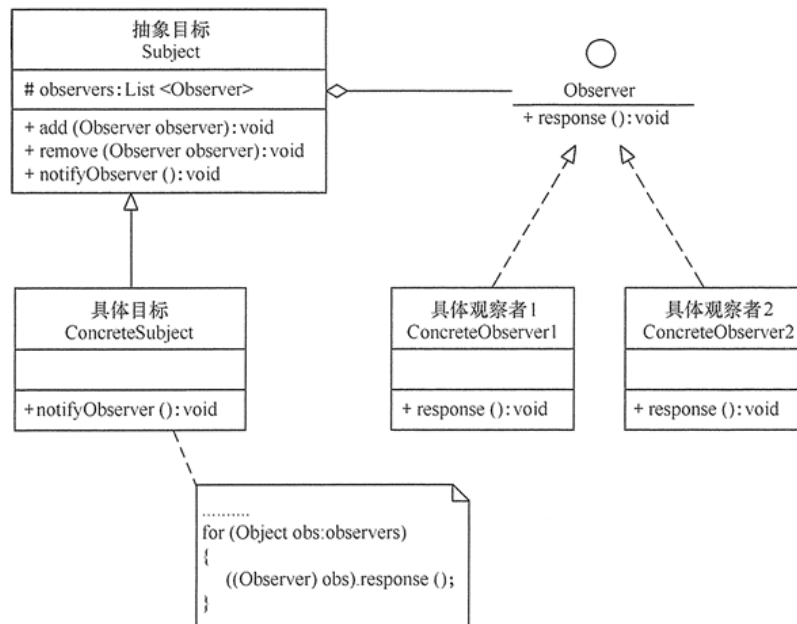 抽象目标
Subject
# observers:List <Observer>
+ add (Observer observer):void
+ remove (Observer observer):void
+ notifyObserver ():void
Observer
+ response ():void
具体目标
ConcreteSubject
+notifyObserver ():void
具体观察者1
ConcreteObserver1
+ response ():void
具体观察者2
ConcreteObserver2
+ response ():void
..........
for (Object obs:observers)
{
((Observer) obs).response ();
}